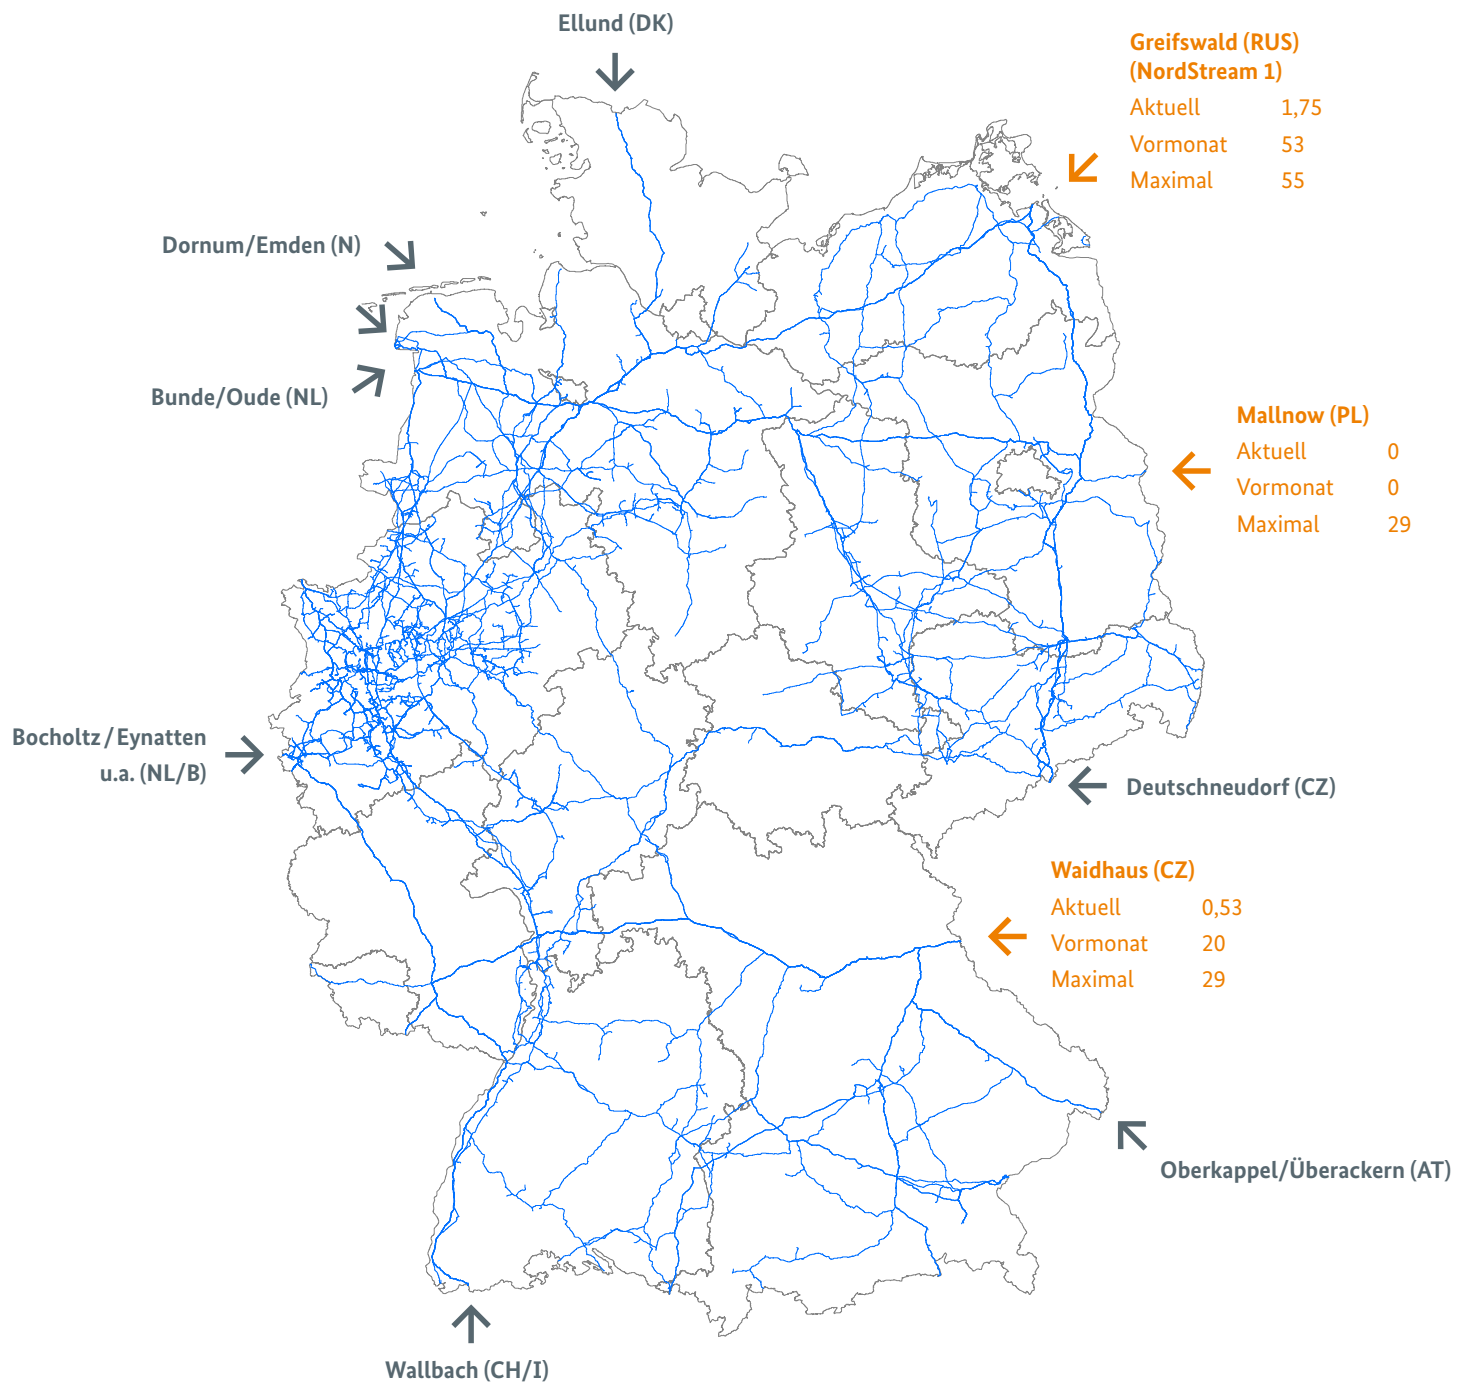 Ellund (DK)
Greifswald (RUS)
(NordStream 1)
Aktuell 1,75
Vormonat 53
Maximal 55
Dornum/Emden (N)
Bunde/Oude (NL)
Mallnow (PL)
Aktuell 0
Vormonat 0
Maximal 29
Bocholtz / Eynatten
u.a. (NL/B)
Deutschneudorf (CZ)
Waidhaus (CZ)
Aktuell 0,53
Vormonat 20
Maximal 29
Oberkappel/Überackern (AT)
Wallbach (CH/I)